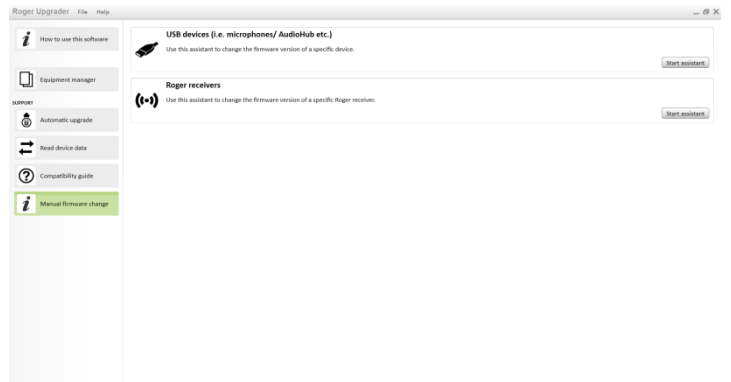 Roger Upgrader File Help
How to use this software
Equipment manager
SUPPORT
Automatic upgrade
Read device data
Compatibility guide
Manual firmware change
USB devices (i.e. microphones/ AudioHub etc.)
Use this assistant to change the firmware version of a specific device.
Start assistant
Roger receivers
Use this assistant to change the firmware version of a specific Roger receiver.
Start assistant